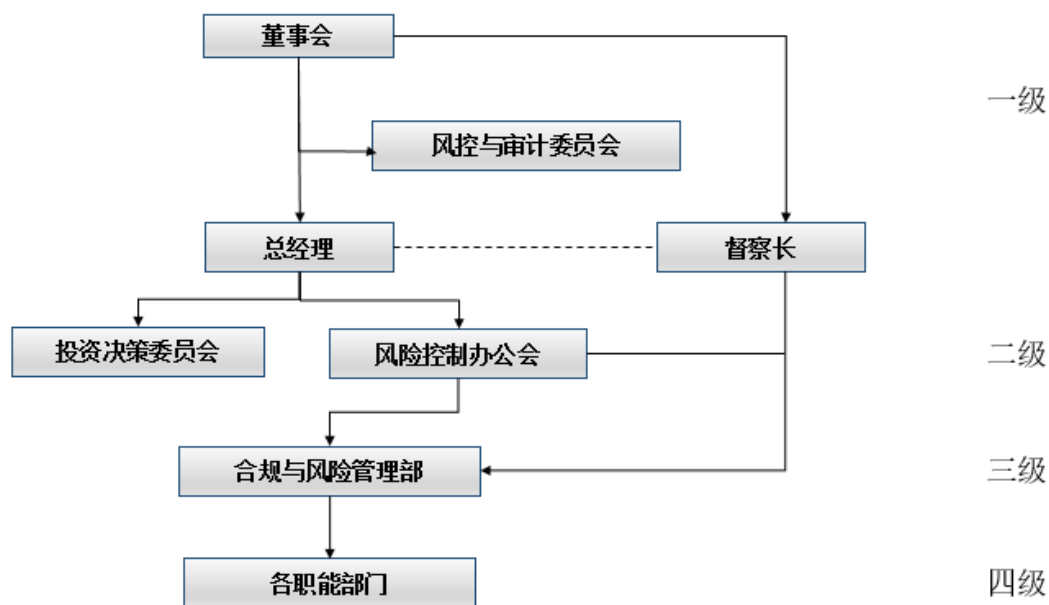 董事会
一级
风控与审计委员会
总经理
督察长
投资决策委员会
风险控制办公会
二级
合规与风险管理部
三级
各职能部门
四级